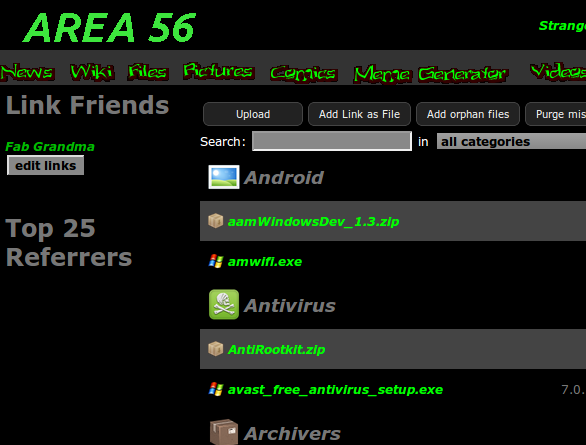 AREA 56
Strange
News Wiki Files Pictures Comics Meme Generator Videos
Link Friends
Fab Grandma
edit links
Top 25
Referrers
Upload Add Link as File Add orphan files Purge mis
Search: in all categories
Android
aamWindowsDev_1.3.zip
amwifi.exe
Antivirus
AntiRootkit.zip
avast_free_antivirus_setup.exe 7.0.
Archivers